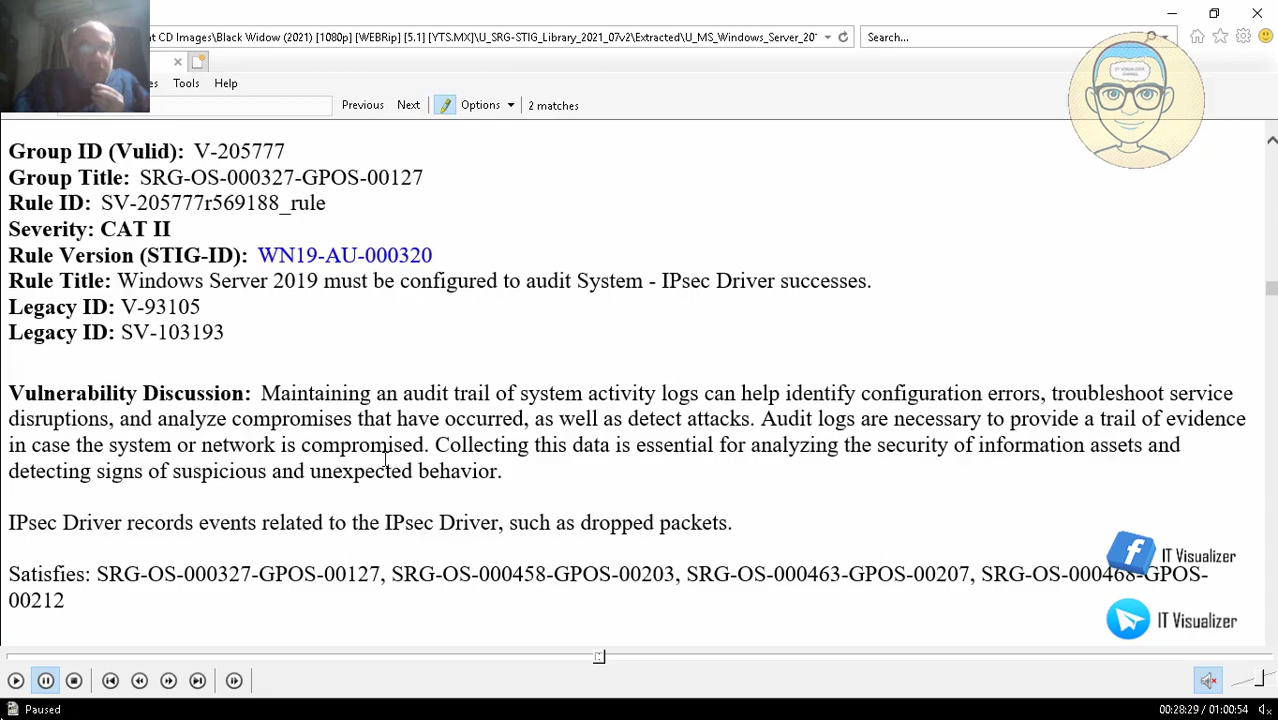 nt CD Images\Black Widow (2021) [1080p] [WEBRip] [5.1] [YTS.MX]\U_SRG-STIG_Library_2021_07v2\Extracted\U_MS_Windows_Server_20
Search...
Tools Help
Previous Next Options 2 matches
IT VISUALIZER
CHANNEL
Group ID (Vulid): V-205777
Group Title: SRG-OS-000327-GPOS-00127
Rule ID: SV-205777r569188_rule
Severity: CAT II
Rule Version (STIG-ID): WN19-AU-000320
Rule Title: Windows Server 2019 must be configured to audit System - IPsec Driver successes.
Legacy ID: V-93105
Legacy ID: SV-103193
Vulnerability Discussion: Maintaining an audit trail of system activity logs can help identify configuration errors, troubleshoot service
disruptions, and analyze compromises that have occurred, as well as detect attacks. Audit logs are necessary to provide a trail of evidence
in case the system or network is compromised. Collecting this data is essential for analyzing the security of information assets and
detecting signs of suspicious and unexpected behavior.
IPsec Driver records events related to the IPsec Driver, such as dropped packets.
IT Visualizer
Satisfies: SRG-OS-000327-GPOS-00127, SRG-OS-000458-GPOS-00203, SRG-OS-000463-GPOS-00207, SRG-OS-000468-GPOS-
00212
IT Visualizer
Paused
00:28:29 / 01:00:54